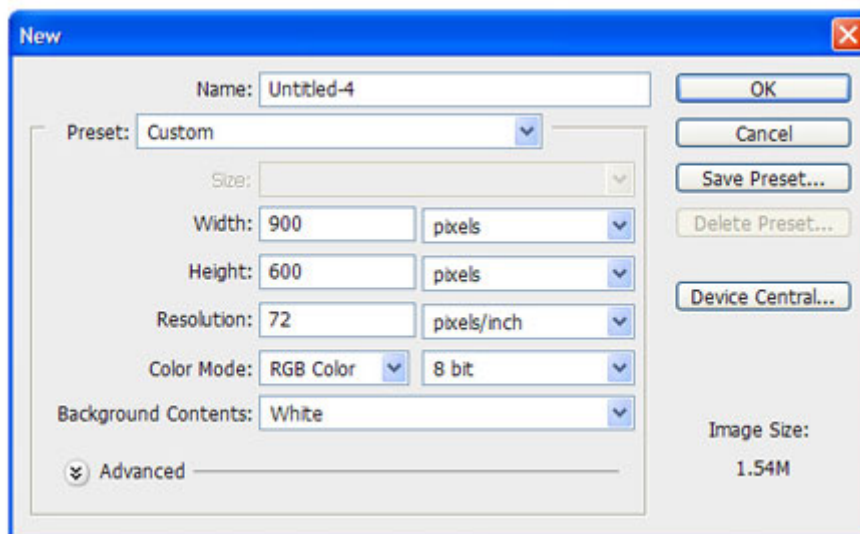 New
Name: Untitled-4
OK
Preset: Custom
Cancel
Size:
Save Preset...
Width: 900 pixels
Delete Preset...
Height: 600 pixels
Device Central...
Resolution: 72 pixels/inch
Color Mode: RGB Color 8 bit
Background Contents: White
Image Size:
Advanced
1.54M